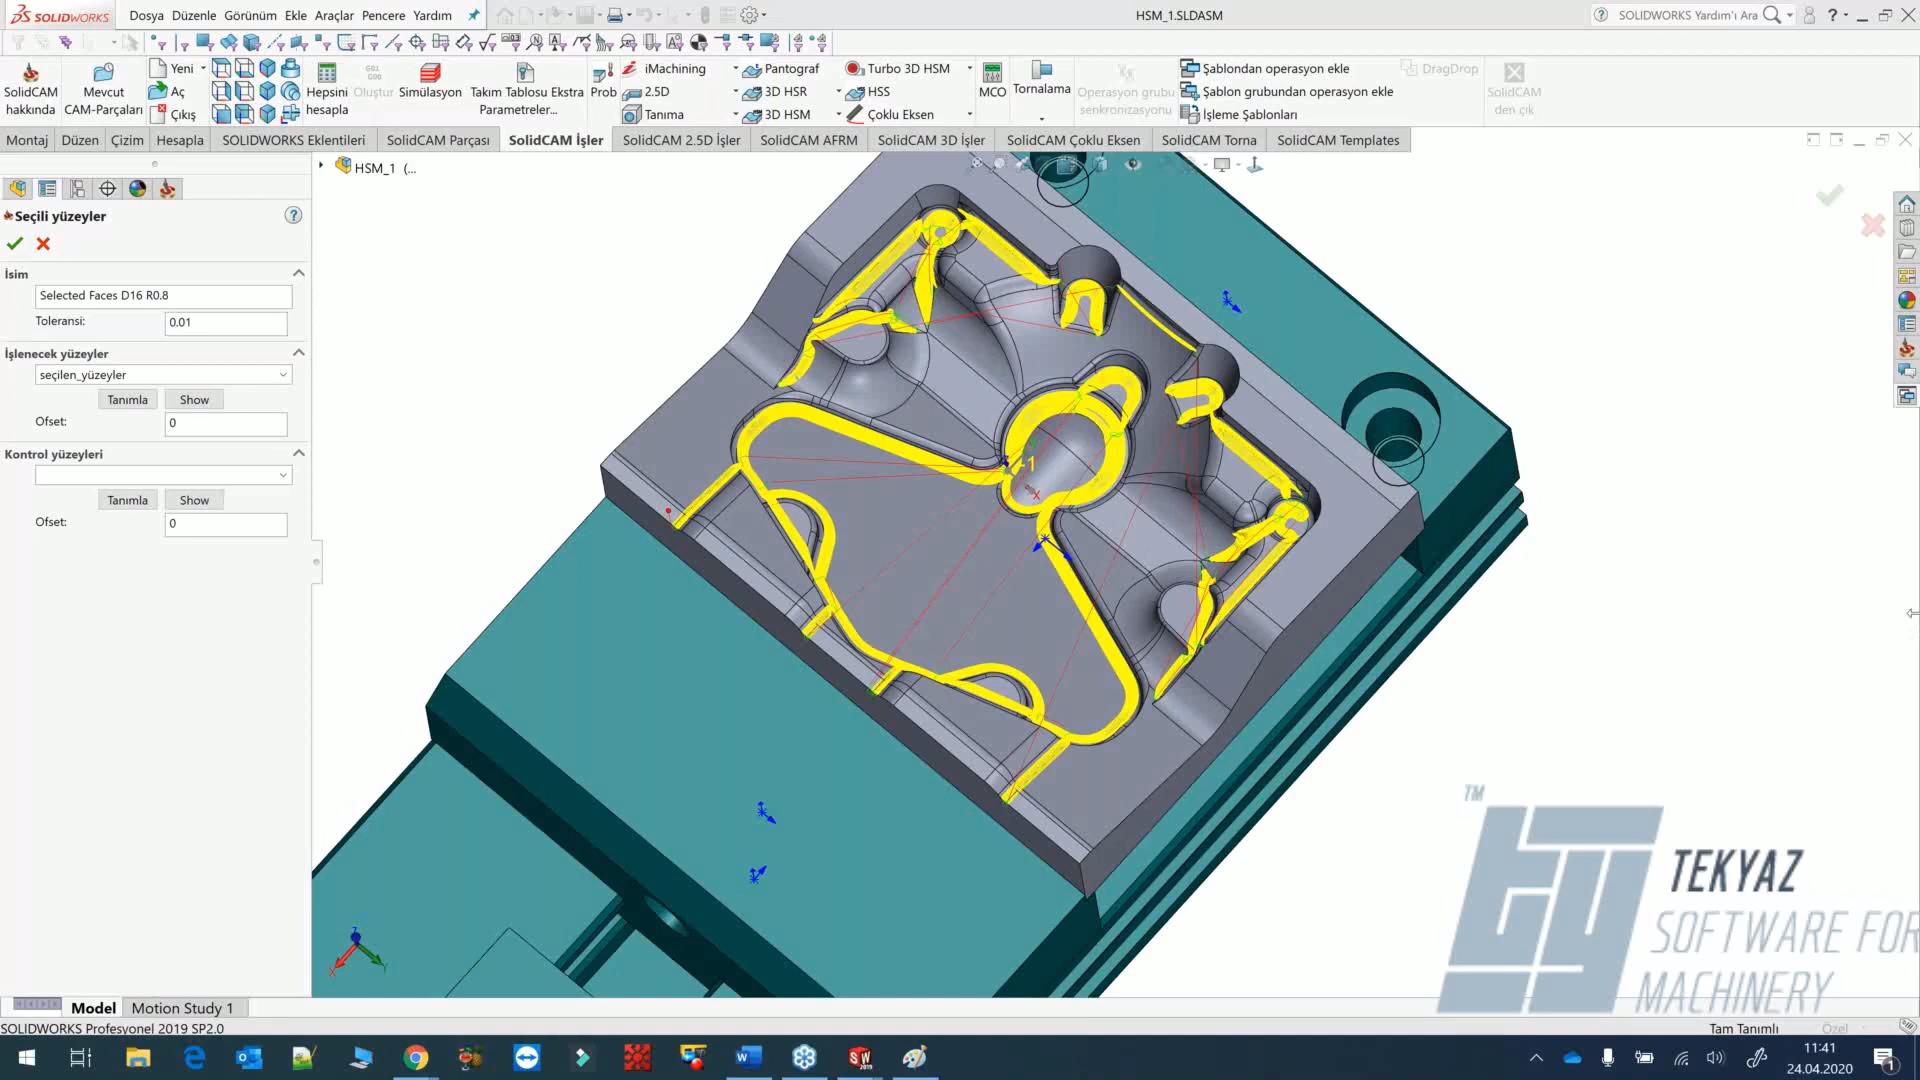 SOLIDWORKS
Dosya Düzenle Görünüm Ekle Araçlar Pencere Yardım
HSM_1.SLDASM
SOLIDWORKS Yardım'ı Ara
SolidCAM hakkında
Mevcut CAM-Parçaları
Yeni
Aç
Çıkış
Hepsini hesapla
G01 G00
Oluştur
Simülasyon
Takım Tablosu Ekstra Parametreler...
Prob
iMachining
2.5D
Tanıma
Pantograf
3D HSR
3D HSM
Turbo 3D HSM
HSS
Çoklu Eksen
MCO
Tornalama
Operasyon grubu senkronizasyonu
Şablondan operasyon ekle
Şablon grubundan operasyon ekle
İşleme Şablonları
DragDrop
SolidCAM den çık
Montaj Düzen Çizim Hesapla SOLIDWORKS Eklentileri SolidCAM Parçası SolidCAM İşler SolidCAM 2.5D İşler SolidCAM AFRM SolidCAM 3D İşler SolidCAM Çoklu Eksen SolidCAM Torna SolidCAM Templates
HSM_1 (...
Seçili yüzeyler
İsim
Selected Faces D16 R0.8
Toleransi: 0.01
İşlenecek yüzeyler
seçilen_yüzeyler
Tanımla Show
Ofset: 0
Kontrol yüzeyleri
Tanımla Show
Ofset: 0
1
X
Z
X
Y
TM
TEKYAZ
SOFTWARE FOR
MACHINERY
Model Motion Study 1
SOLIDWORKS Profesyonel 2019 SP2.0
Tam Tanımlı
Özel
11:41
24.04.2020